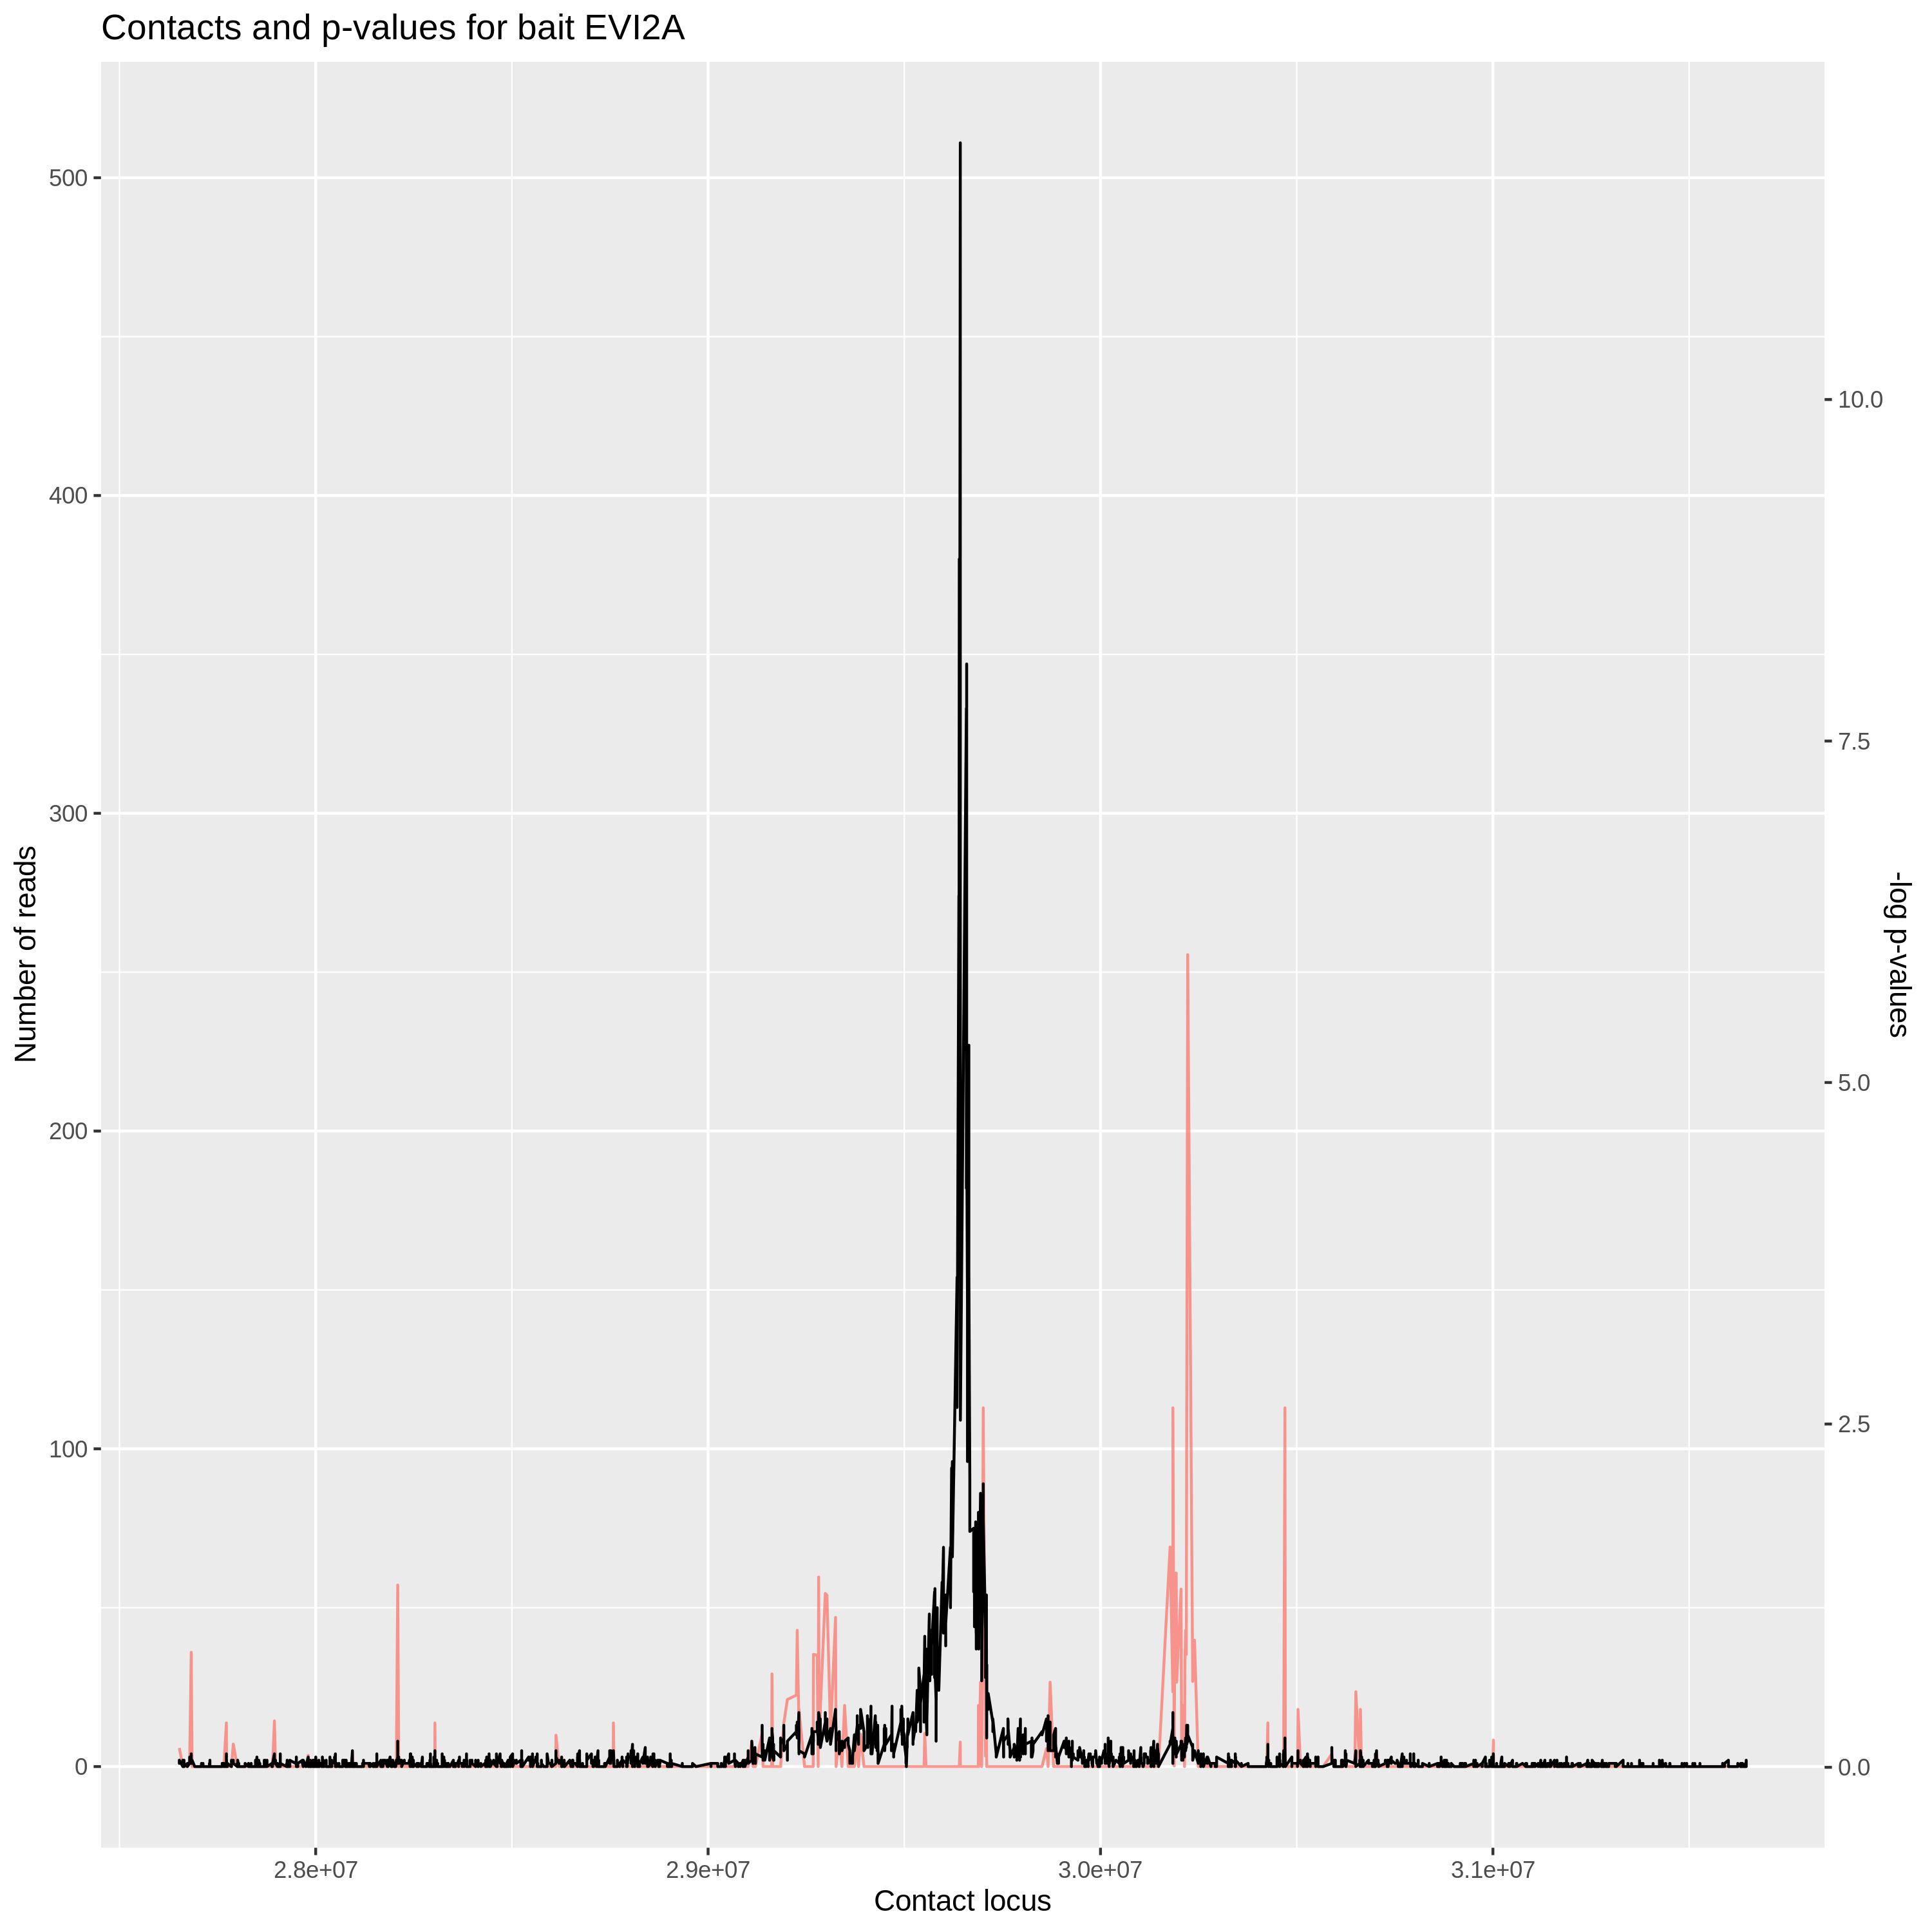 Contacts and p-values for bait EVI2A
500
400
300
200
100
0
Number of reads
10.0
7.5
5.0
2.5
0.0
-log p-values
2.8e+07
2.9e+07
3.0e+07
3.1e+07
Contact locus